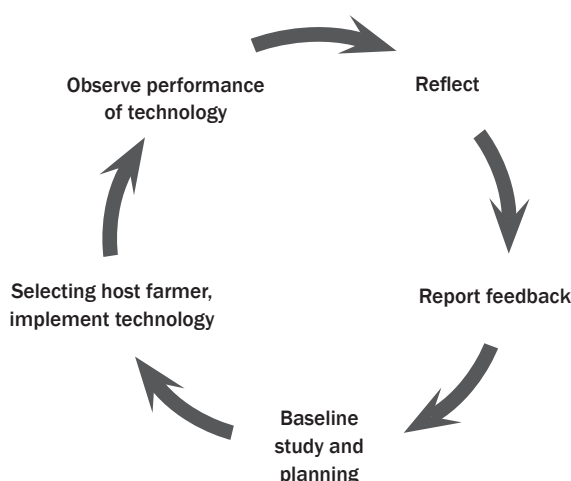 Observe performance
of technology
Reflect
Report feedback
Baseline
study and
planning
Selecting host farmer,
implement technology